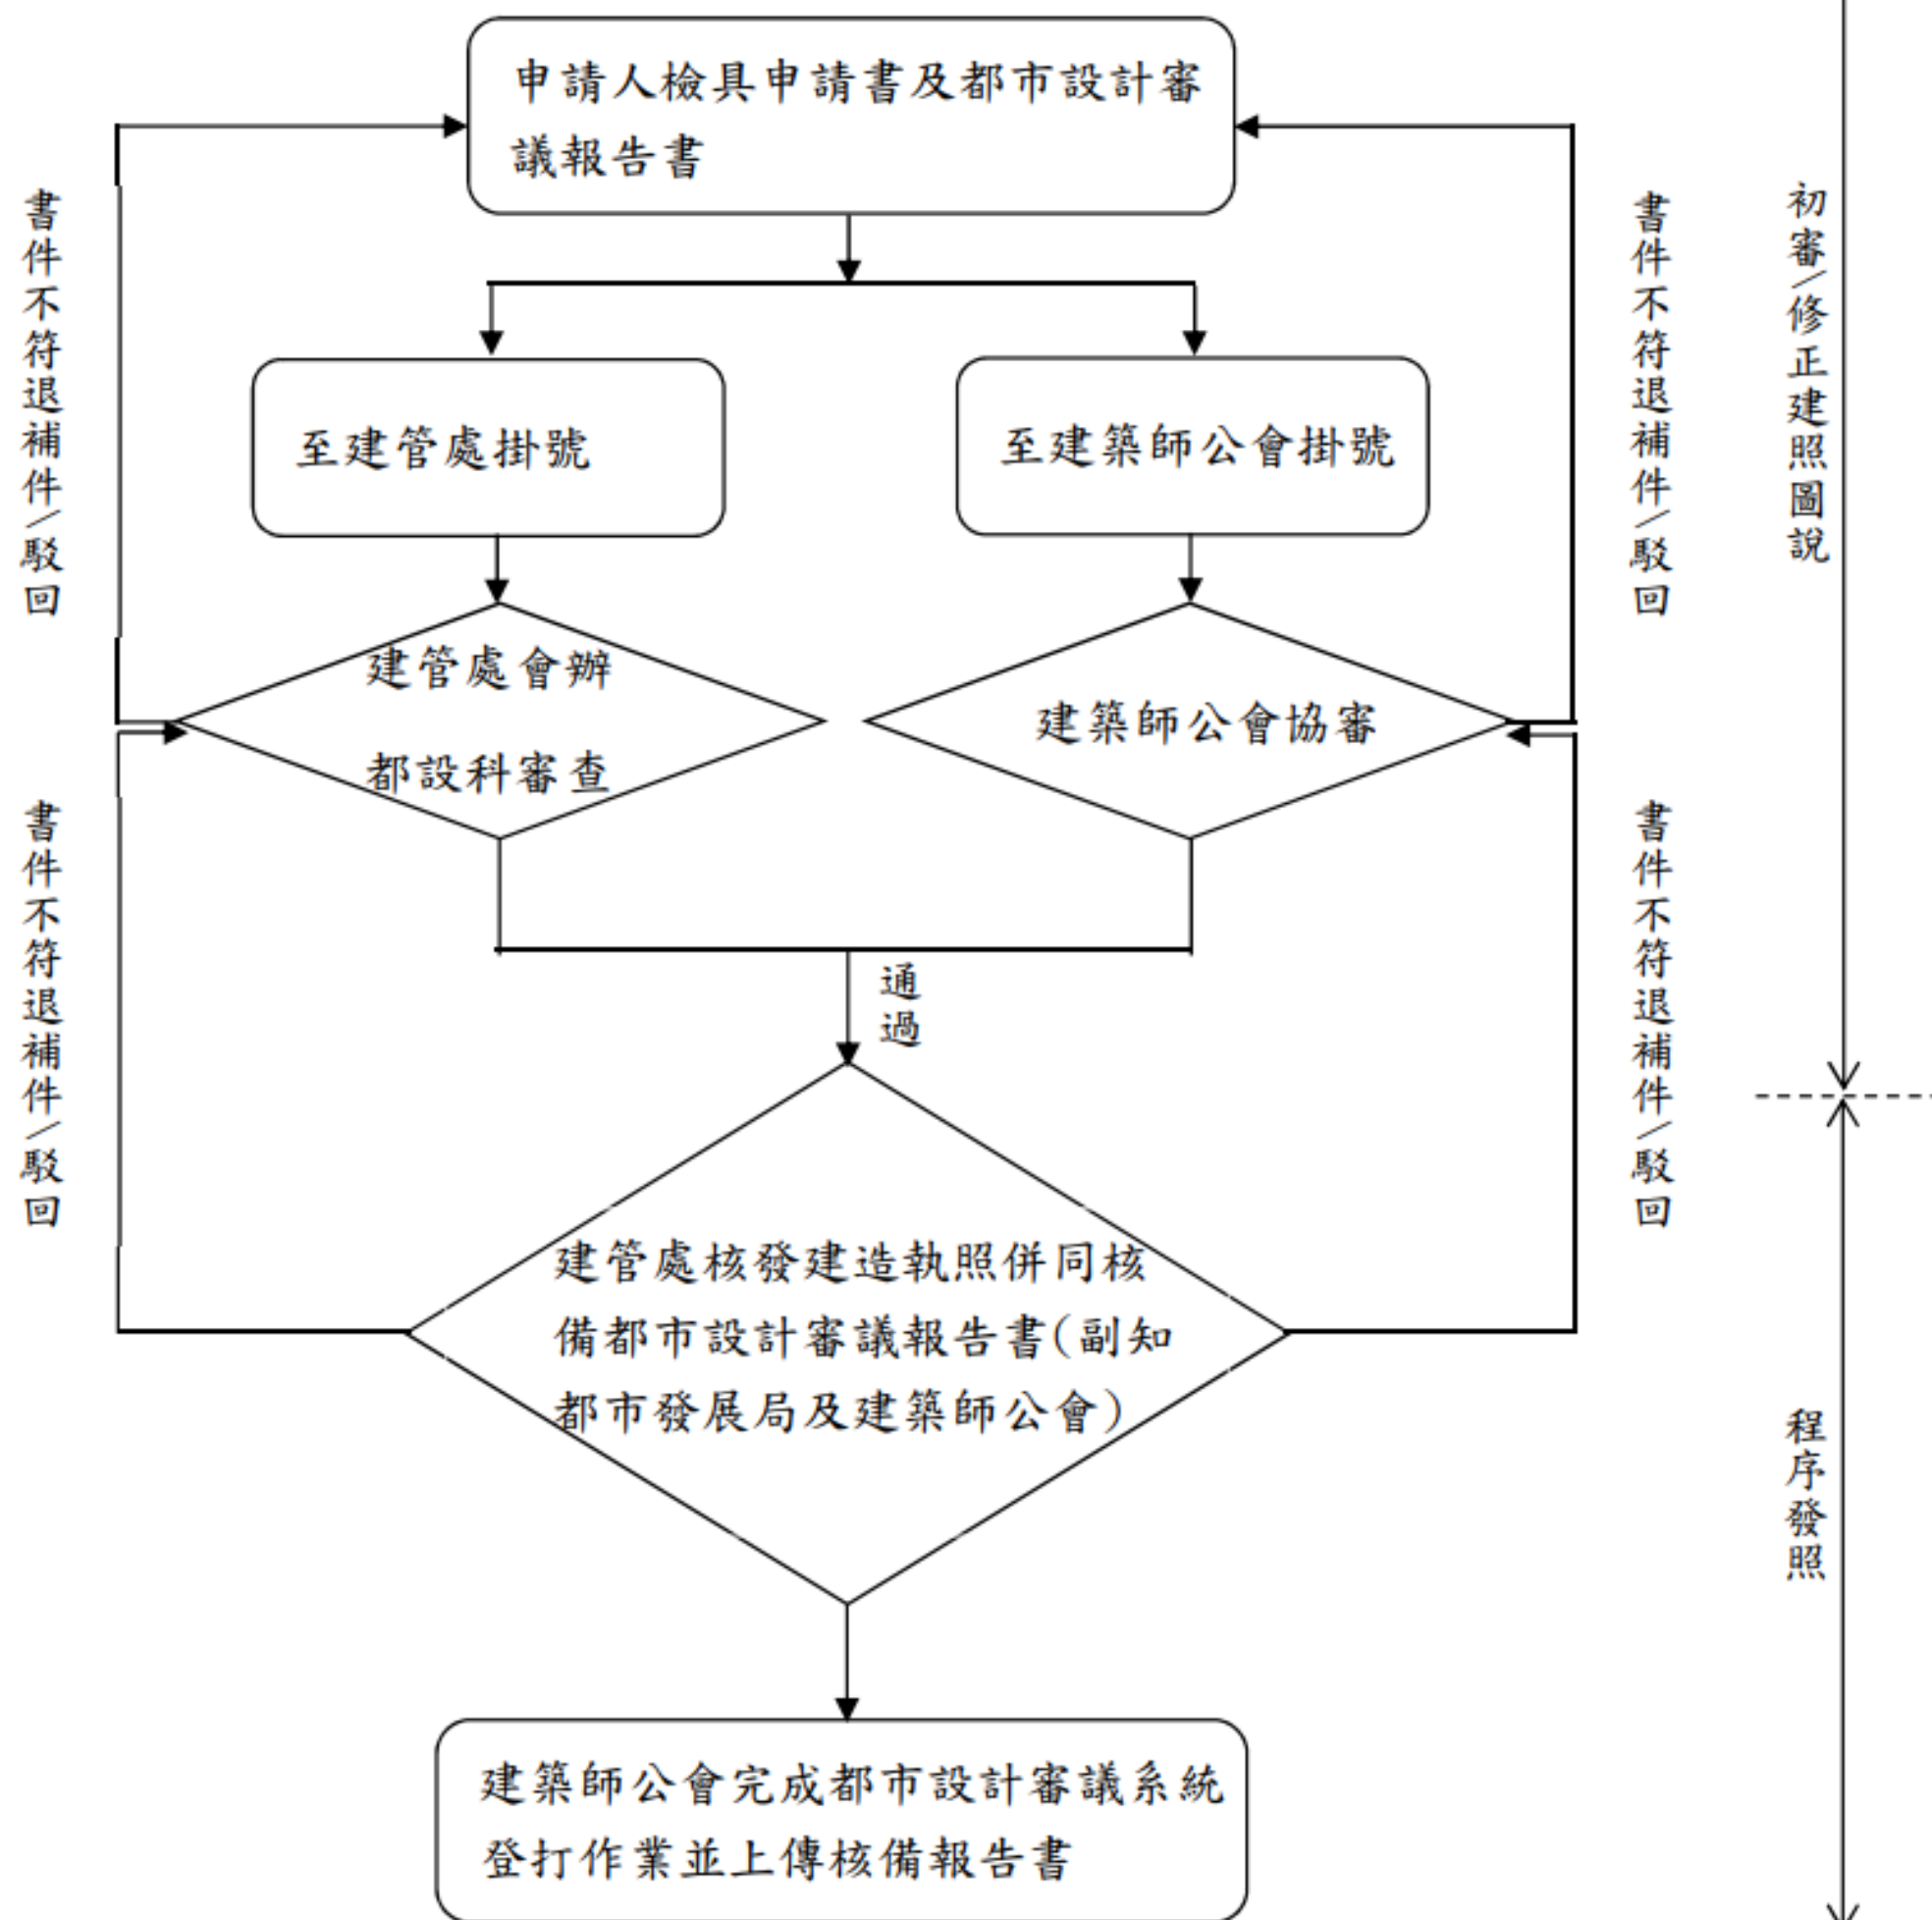 申請人檢具申請書及都市設計審
議報告書
書件不符退補件/駁回
書件不符退補件/駁回
初審/修正建照圖說
至建管處掛號
至建築師公會掛號
建管處會辦
都設科審查
建築師公會協審
書件不符退補件/駁回
書件不符退補件/駁回
通過
建管處核發建造執照併同核
備都市設計審議報告書(副知
都市發展局及建築師公會)
程序發照
建築師公會完成都市設計審議系統
登打作業並上傳核備報告書